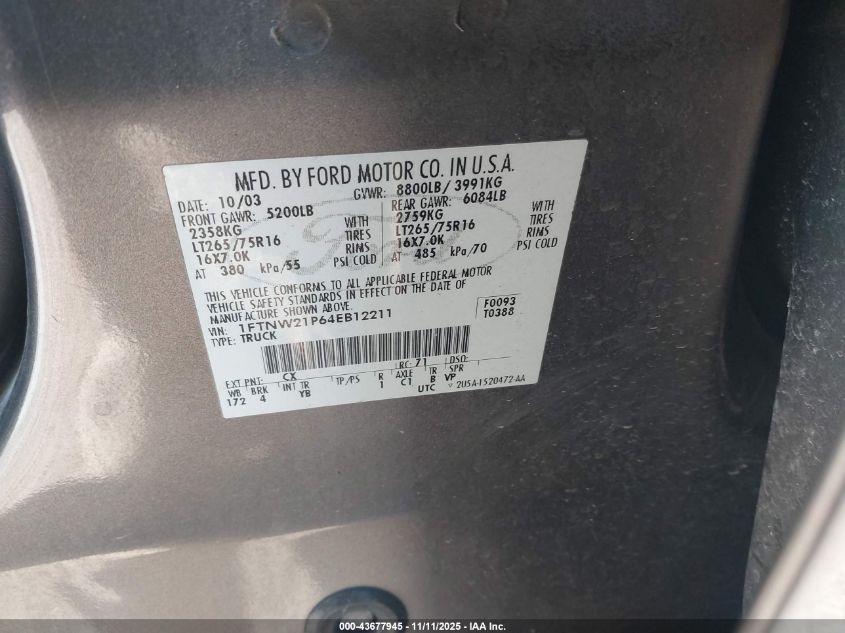 MFD. BY FORD MOTOR CO. IN U.S.A.
DATE: 10/03 GVWR: 8800LB/ 3991KG
FRONT GAWR: 5200LB REAR GAWR: 6084LB
2358KG WITH 2759KG WITH
LT265/75R16 TIRES LT265/75R16 TIRES
16X7.0K RIMS 16X7.0K RIMS
AT 380 kPa/55 PSI COLD AT 485 kPa/70 PSI COLD
Ford
THIS VEHICLE CONFORMS TO ALL APPLICABLE FEDERAL MOTOR
VEHICLE SAFETY STANDARDS IN EFFECT ON THE DATE OF
MANUFACTURE SHOWN ABOVE.
F0093
VIN: 1FTNW21P64EB12211 T0388
TYPE: TRUCK
EXT PNT: CX RC: 71 DSO:
WB BRK INT TR TP/PS R AXLE TR SPR
172 4 YB 1 C1 B VP
UTC 2U5A-1520472-AA
000-43677945 - 11/11/2025 - IAA Inc.